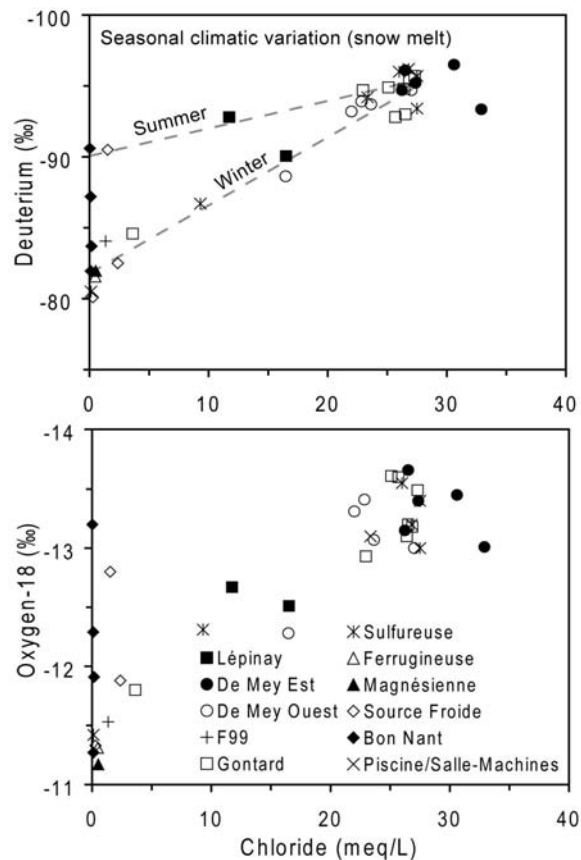 Seasonal climatic variation (snow melt)
-100
-90
-80
Deuterium (‰)
Summer
Winter
0 10 20 30 40
-14
-13
-12
-11
Oxygen-18 (‰)
Lépinay
De Mey Est
De Mey Ouest
F99
Gontard
Sulfureuse
Ferrugineuse
Magnésienne
Source Froide
Bon Nant
Piscine/Salle-Machines
0 10 20 30 40
Chloride (meq/L)